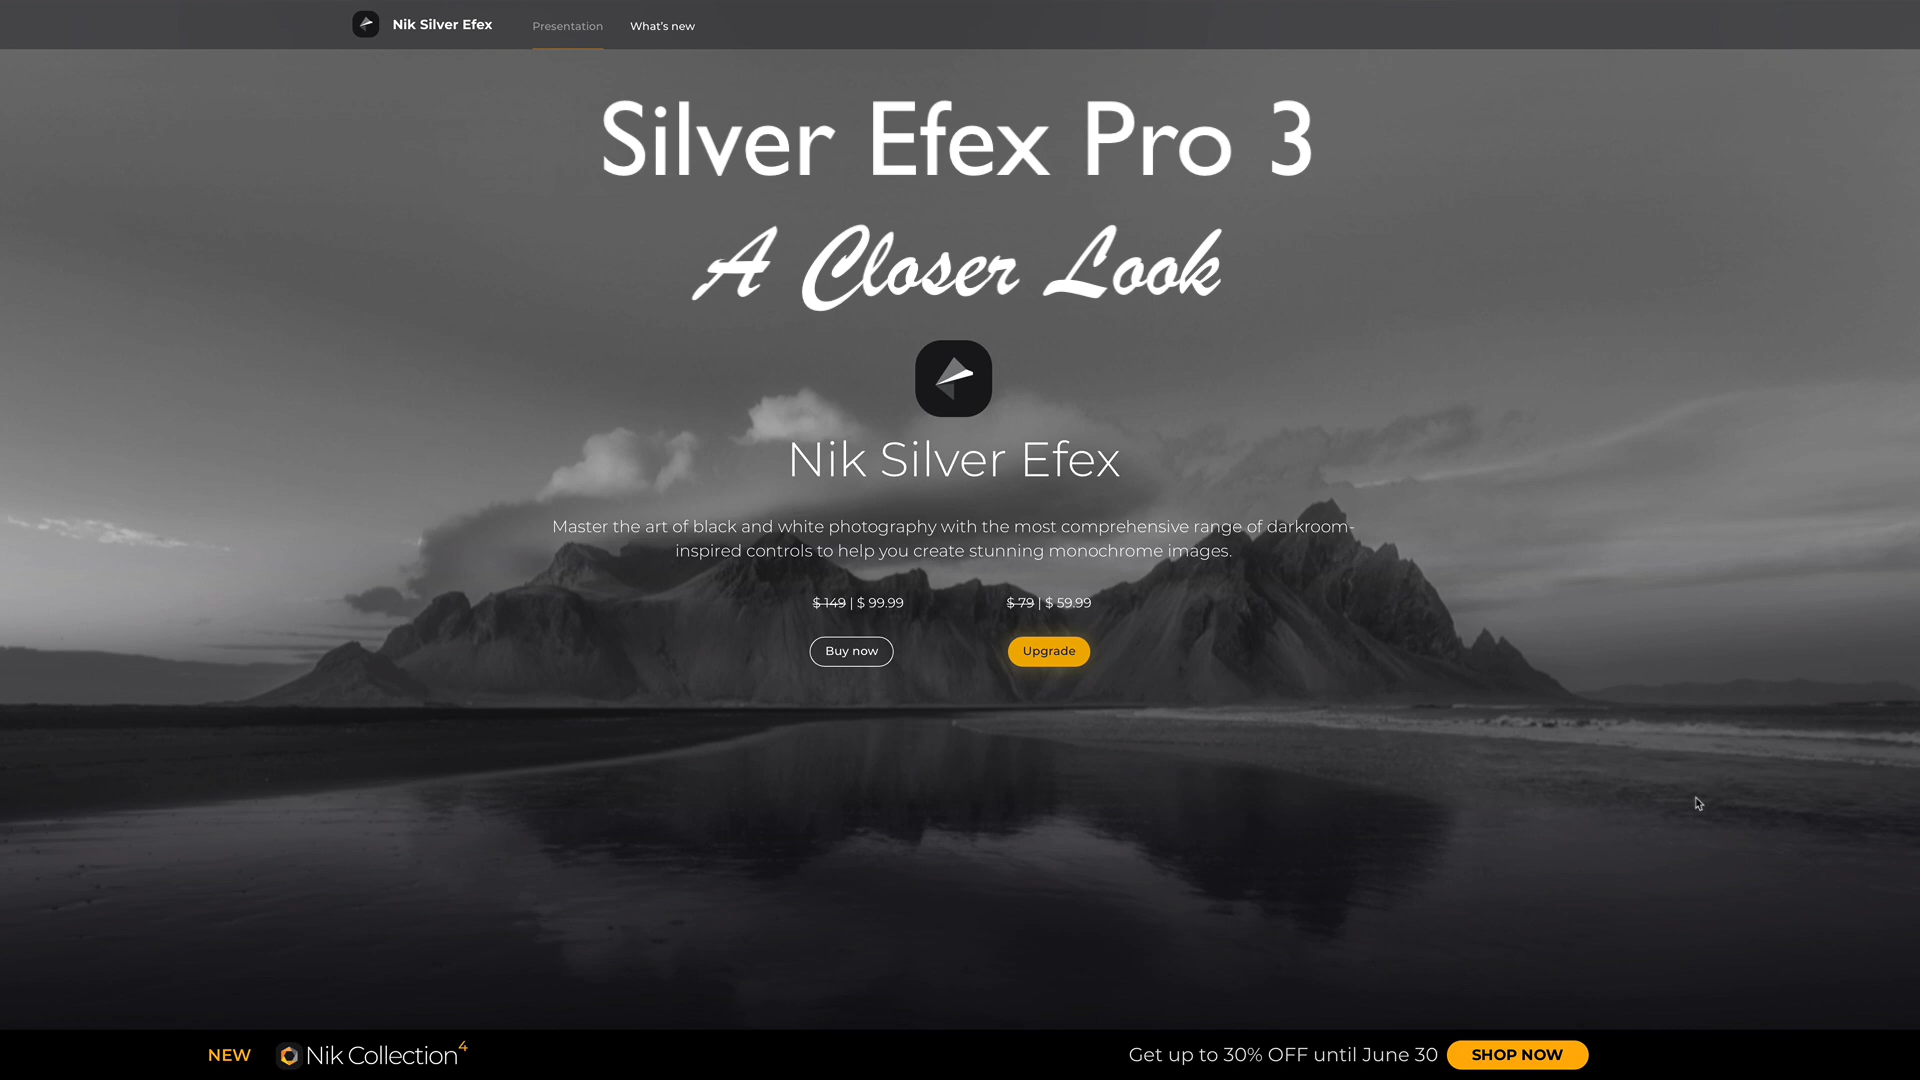 Nik Silver Efex Presentation What’s new
Silver Efex Pro 3
A Closer Look
Nik Silver Efex
Master the art of black and white photography with the most comprehensive range of darkroom-
inspired controls to help you create stunning monochrome images.
$ 149 | $ 99.99 $ 79 | $ 59.99
Buy now Upgrade
NEW Nik Collection 4 Get up to 30% OFF until June 30 SHOP NOW